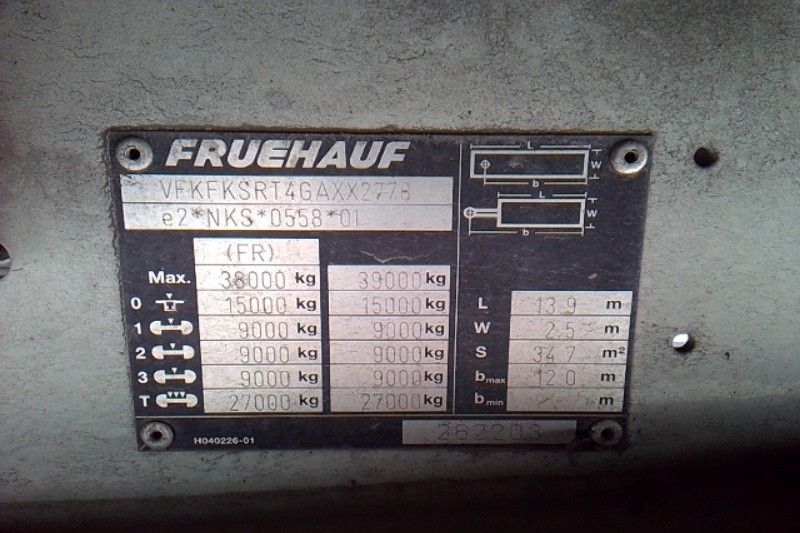 FRUEHAUF
VFKFKSRT4GAXX2778
e2*NKS*0558*01
(FR)
Max. 38000 kg 39000 kg
0 15000 kg 15000 kg
1 9000 kg 9000 kg
2 9000 kg 9000 kg
3 9000 kg 9000 kg
T 27000 kg 27000 kg
H040226-01
L
W
b
L
W
b
L 13.9 m
W 2.5 m
S 34.7 m²
bmax 12.0 m
bmin - m
262203